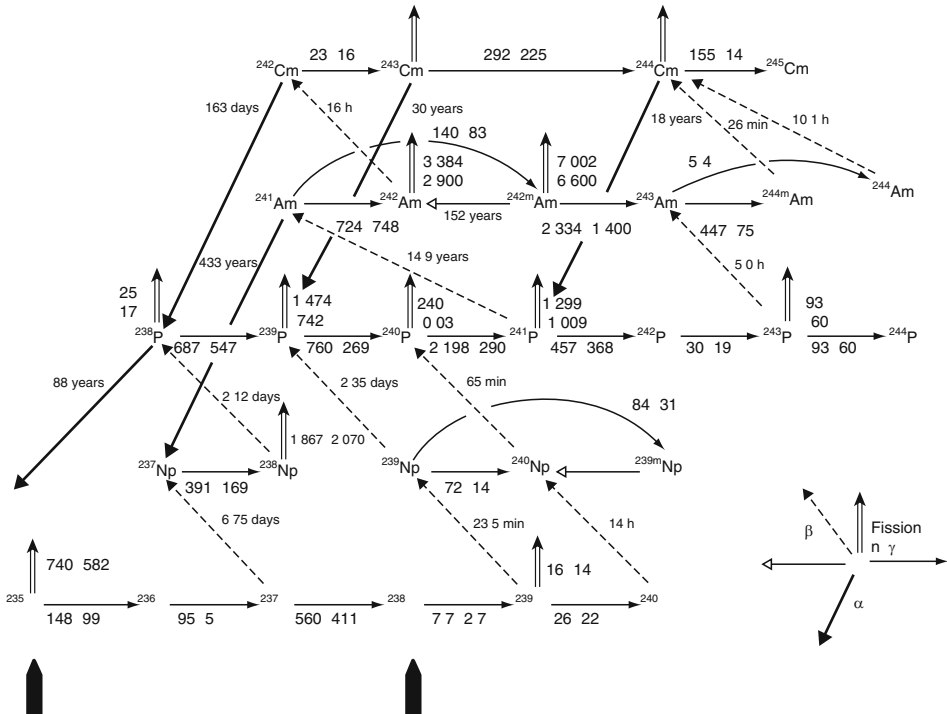 23 16
292 225
155 14
²⁴²Cm
²⁴³Cm
²⁴⁴Cm
²⁴⁵Cm
163 days
16 h
30 years
18 years
26 min
10 1 h
140 83
3 384
2 900
7 002
6 600
5 4
²⁴¹Am
²⁴²Am
²⁴²ᵐAm
²⁴³Am
²⁴⁴ᵐAm
²⁴⁴Am
152 years
724 748
2 334 1 400
447 75
433 years
14 9 years
5 0 h
25
17
1 474
742
240
0 03
1 299
1 009
93
60
²³⁸P
²³⁹P
²⁴⁰P
²⁴¹P
²⁴²P
²⁴³P
²⁴⁴P
687 547
760 269
2 198 290
457 368
30 19
93 60
88 years
2 12 days
2 35 days
65 min
84 31
1 867 2 070
²³⁷Np
²³⁸Np
²³⁹Np
²⁴⁰Np
²³⁹ᵐNp
391 169
72 14
6 75 days
23 5 min
14 h
β
Fission
n γ
α
740 582
16 14
235
236
237
238
239
240
148 99
95 5
560 411
7 7 2 7
26 22